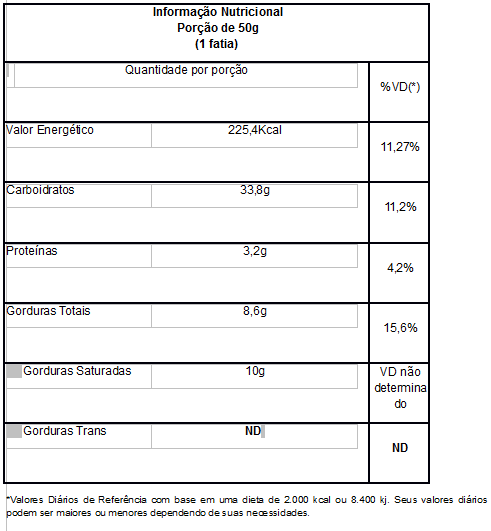 Informação Nutricional
Porção de 50g
(1 fatia)
Quantidade por porção
%VD(*)
Valor Energético 225,4Kcal 11,27%
Carboidratos 33,8g 11,2%
Proteínas 3,2g 4,2%
Gorduras Totais 8,6g 15,6%
Gorduras Saturadas 10g VD não
determina
do
Gorduras Trans ND ND
*Valores Diários de Referência com base em uma dieta de 2.000 kcal ou 8.400 kj. Seus valores diários
podem ser maiores ou menores dependendo de suas necessidades.